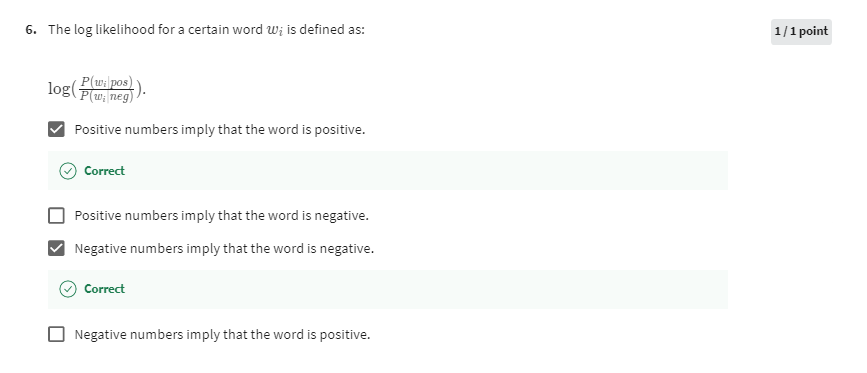 6. The log likelihood for a certain word wᵢ is defined as:
1 / 1 point
log(P(wᵢ|pos)/P(wᵢ|neg)).
Positive numbers imply that the word is positive.
Correct
Positive numbers imply that the word is negative.
Negative numbers imply that the word is negative.
Correct
Negative numbers imply that the word is positive.